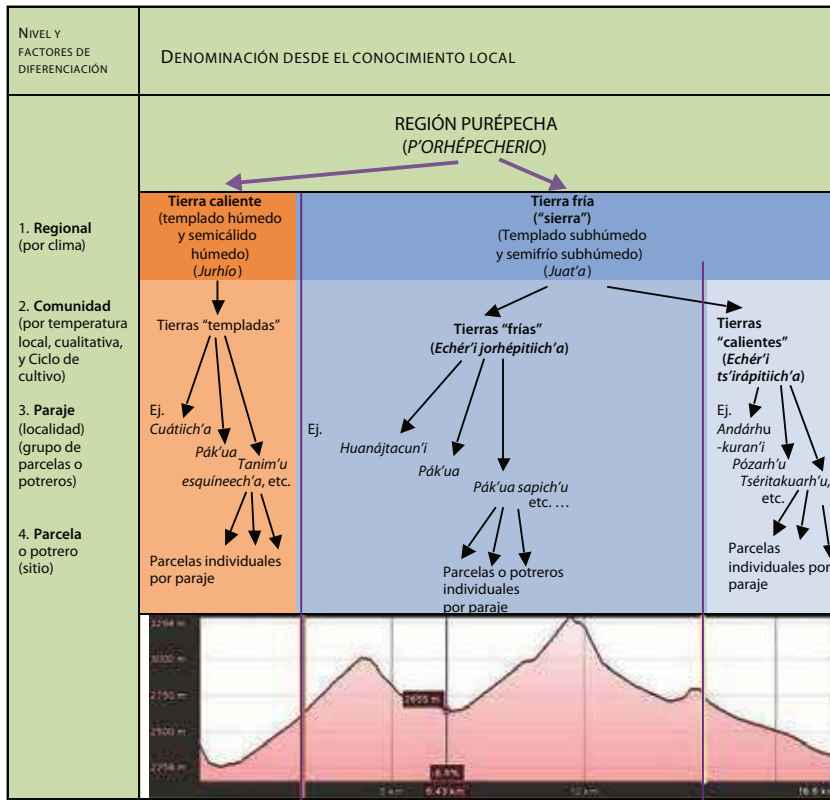 NIVEL Y
FACTORES DE
DIFERENCIACIÓN
DENOMINACIÓN DESDE EL CONOCIMIENTO LOCAL
REGIÓN PURÉPECHA
(P'ORHÉPECHERIO)
1. Regional
(por clima)
Tierra caliente
(templado húmedo
y semicálido
húmedo)
(Jurhío)
Tierra fría
("sierra")
(Templado subhúmedo
y semifrío subhúmedo)
(Juat'a)
2. Comunidad
(por temperatura
local, cualitativa,
y Ciclo de
cultivo)
Tierras "templadas"
Tierras "frías"
(Echér'i jorhépitiich'a)
Tierras
"calientes"
(Echér'i
ts'irápitiich'a)
3. Paraje
(localidad)
(grupo de
parcelas o
potreros)
Ej.
Cuátiich'a
Pák'ua
Tanim'u
esquíneech'a, etc.
Ej.
Huanájtacun'i
Pák'ua
Pák'ua sapich'u
etc. ...
Ej.
Andárhu
-kuran'i
Pózarh'u
Tséritakuarh'u,
etc.
4. Parcela
o potrero
(sitio)
Parcelas individuales
por paraje
Parcelas o potreros
individuales
por paraje
Parcelas
individuales por
paraje
3000 m
2750 m
2500 m
2655 m
6.43 km